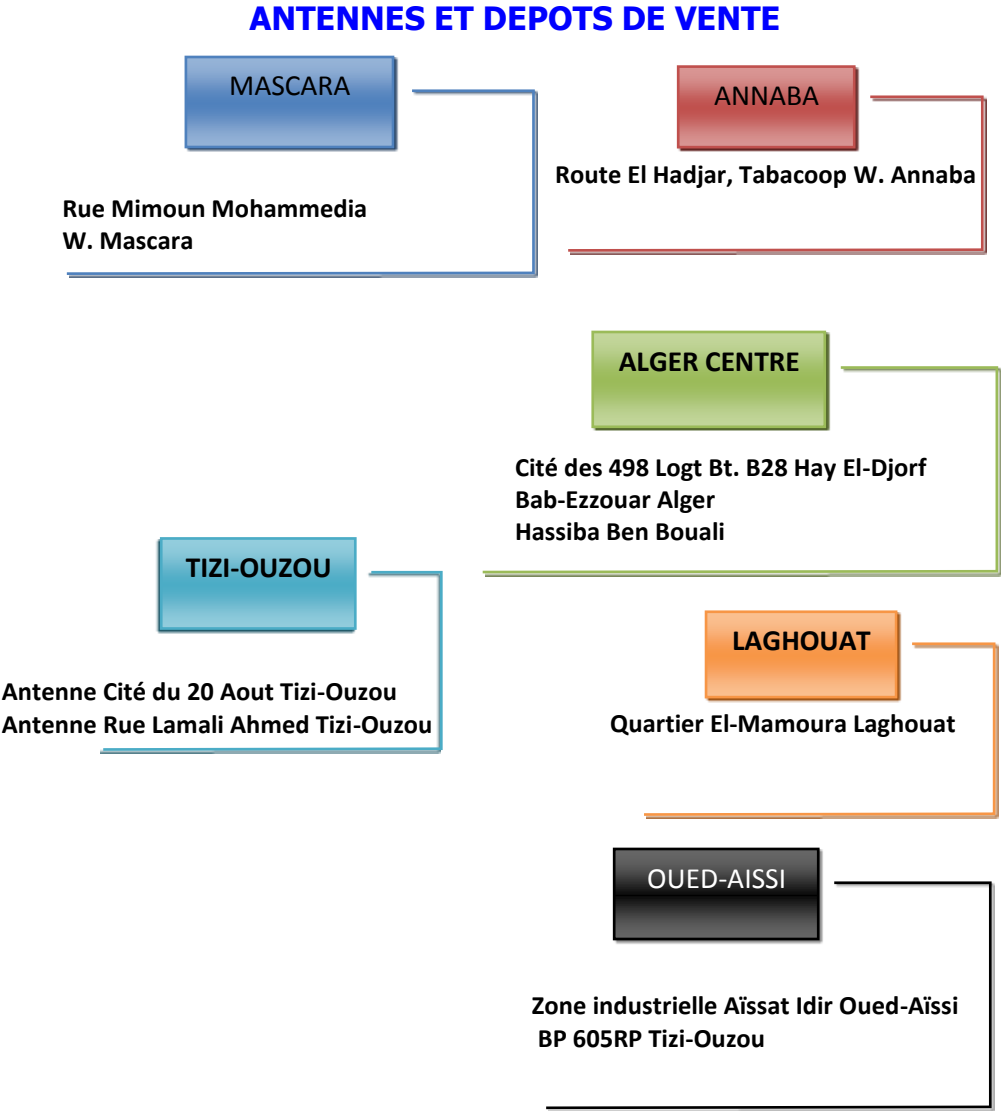 ANTENNES ET DEPOTS DE VENTE
MASCARA
Rue Mimoun Mohammedia
W. Mascara
ANNABA
Route El Hadjar, Tabacoop W. Annaba
ALGER CENTRE
Cité des 498 Logt Bt. B28 Hay El-Djorf
Bab-Ezzouar Alger
Hassiba Ben Bouali
TIZI-OUZOU
Antenne Cité du 20 Aout Tizi-Ouzou
Antenne Rue Lamali Ahmed Tizi-Ouzou
LAGHOUAT
Quartier El-Mamoura Laghouat
OUED-AISSI
Zone industrielle Aïssat Idir Oued-Aïssi
BP 605RP Tizi-Ouzou